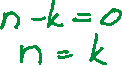 n - k = 0
n = k